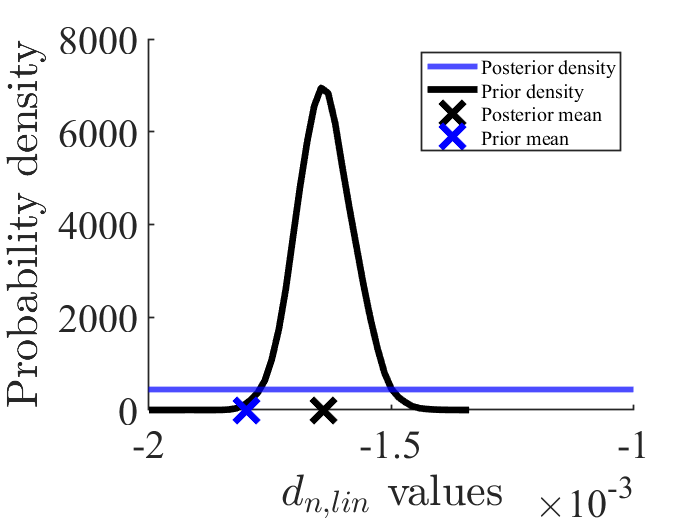 8000
6000
4000
2000
0
Probability density
Posterior density
Prior density
Posterior mean
Prior mean
-2 -1.5 -1
d_{n,lin} values ×10^{-3}